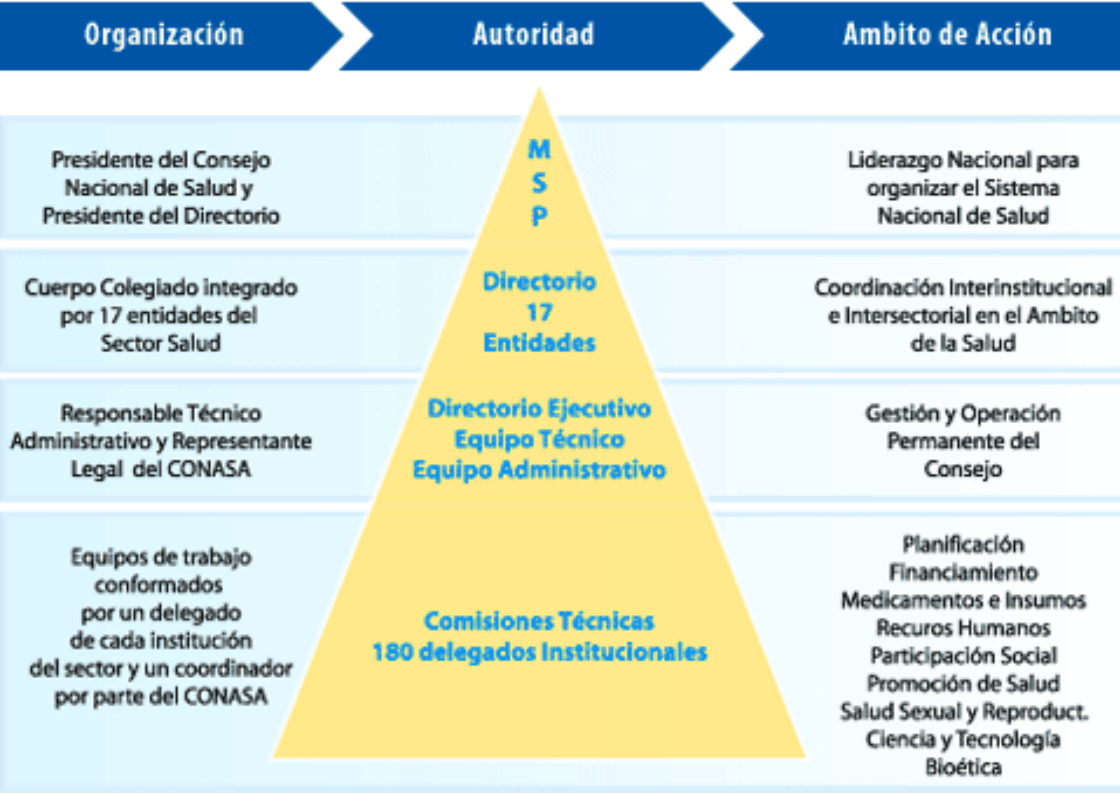 Organización
Autoridad
Ambito de Acción
Presidente del Consejo
Nacional de Salud y
Presidente del Directorio
M
S
P
Liderazgo Nacional para
organizar el Sistema
Nacional de Salud
Cuerpo Colegiado integrado
por 17 entidades del
Sector Salud
Directorio
17
Entidades
Coordinación Interinstitucional
e Intersectorial en el Ambito
de la Salud
Responsable Técnico
Administrativo y Representante
Legal del CONASA
Directorio Ejecutivo
Equipo Técnico
Equipo Administrativo
Gestión y Operación
Permanente del
Consejo
Equipos de trabajo
conformados
por un delegado
de cada institución
del sector y un coordinador
por parte del CONASA
Comisiones Técnicas
180 delegados Institucionales
Planificación
Financiamiento
Medicamentos e Insumos
Recuros Humanos
Participación Social
Promoción de Salud
Salud Sexual y Reproduct.
Ciencia y Tecnología
Bioética